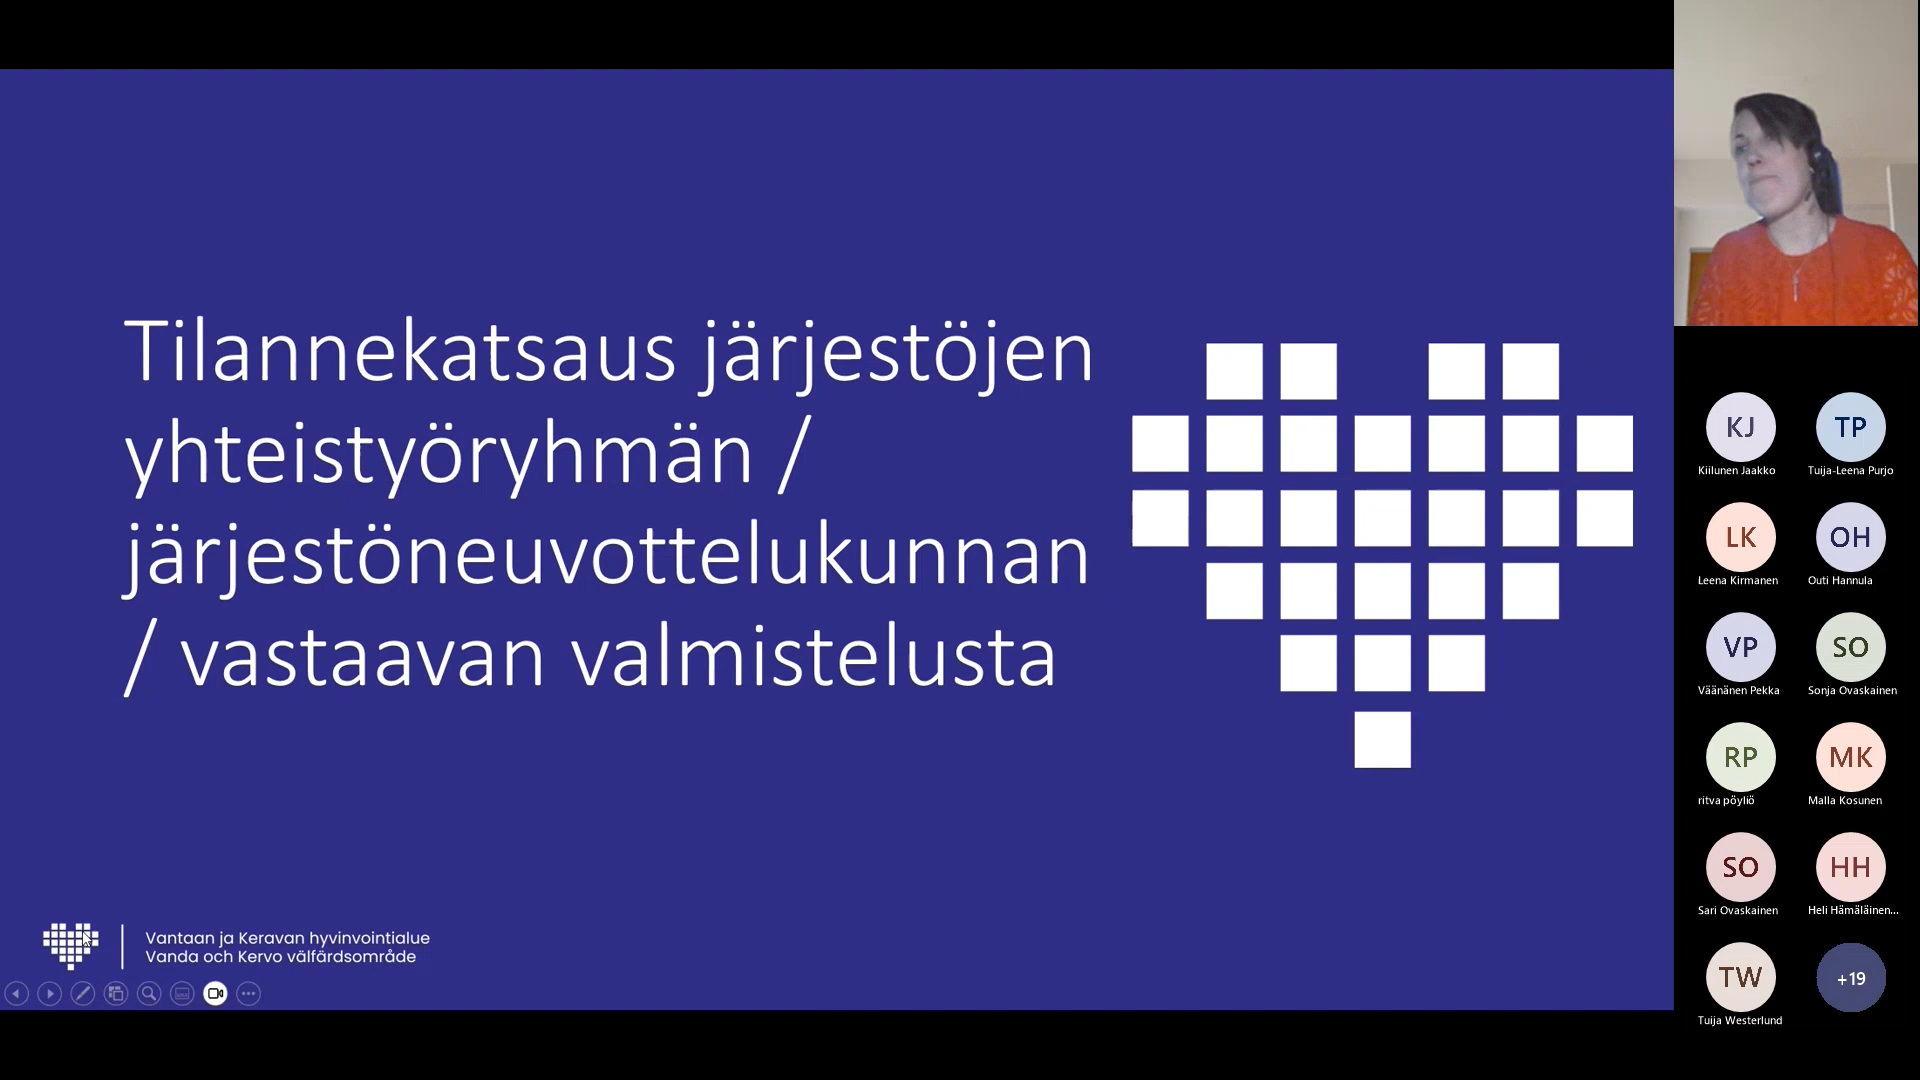 Tilannekatsaus järjestöjen
yhteistyöryhmän /
järjestöneuvottelukunnan
/ vastaavan valmistelusta
Vantaan ja Keravan hyvinvointialue
Vanda och Kervo välfärdsområde
KJ
Kiilunen Jaakko
TP
Tuija-Leena Purjo
LK
Leena Kirmanen
OH
Outi Hannula
VP
Väänänen Pekka
SO
Sonja Ovaskainen
RP
ritva pöyliö
MK
Malla Kosunen
SO
Sari Ovaskainen
HH
Heli Hämäläinen...
TW
Tuija Westerlund
+19